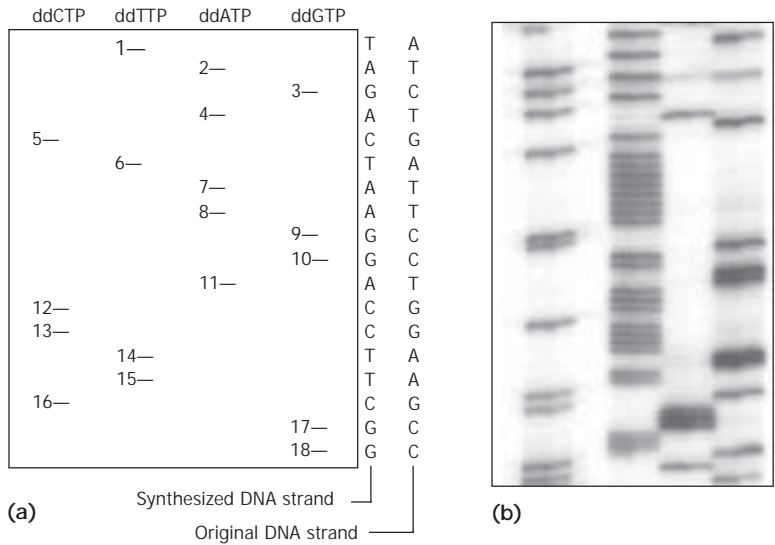 ddCTP ddTTP ddATP ddGTP
1— T A
2— A T
3— G C
4— A T
5— C G
6— T A
7— A T
8— A T
9— G C
10— G C
11— A T
12— C G
13— C G
14— T A
15— T A
16— C G
17— G C
18— G C
Synthesized DNA strand
Original DNA strand
(a)
(b)